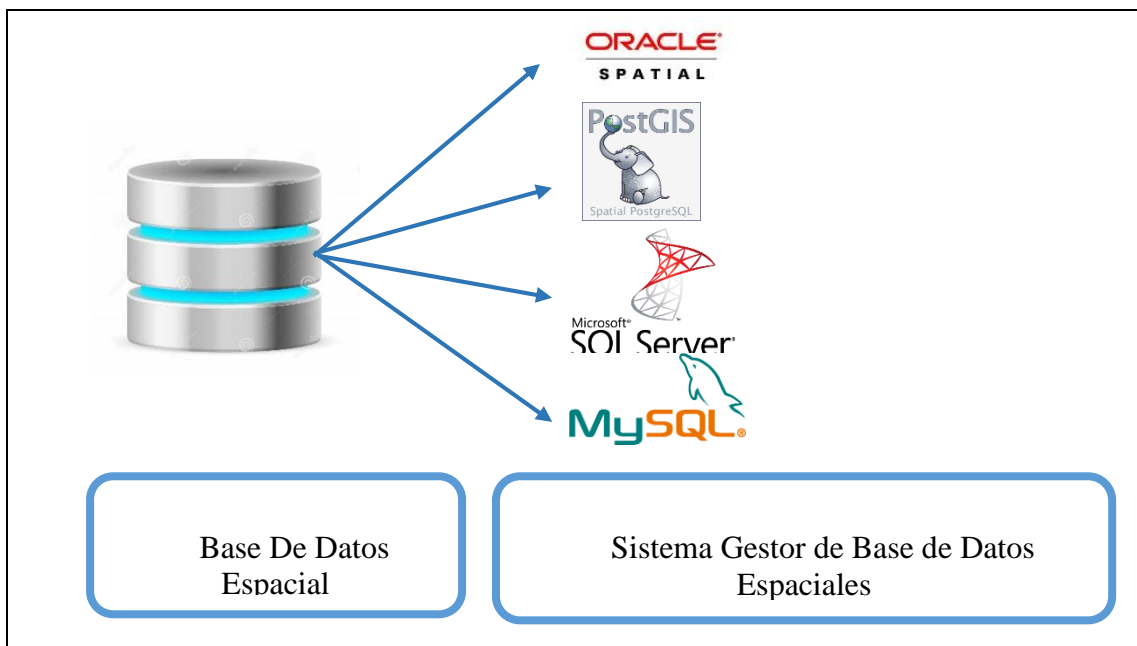 ORACLE®
SPATIAL
PostGIS
Spatial PostgreSQL
Microsoft®
SQL Server®
MySQL®
Base De Datos
Espacial
Sistema Gestor de Base de Datos
Espaciales